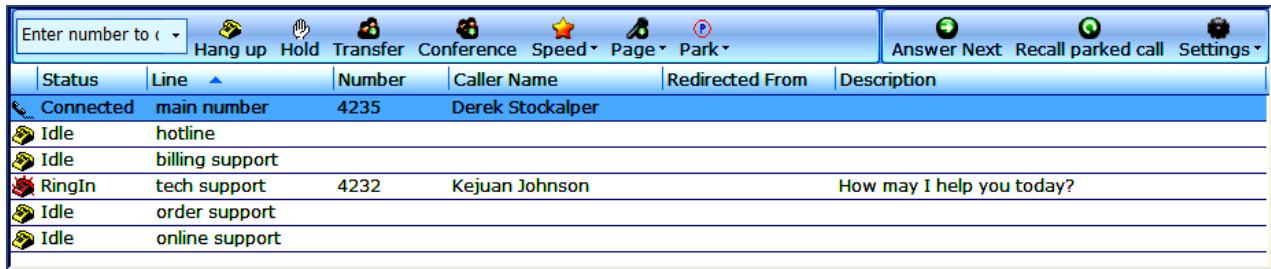 Enter number to ( Hang up Hold Transfer Conference Speed Page P Park Answer Next Recall parked call Settings
Status Line Number Caller Name Redirected From Description
Connected main number 4235 Derek Stockalper
Idle hotline
Idle billing support
RingIn tech support 4232 Kejuan Johnson How may I help you today?
Idle order support
Idle online support